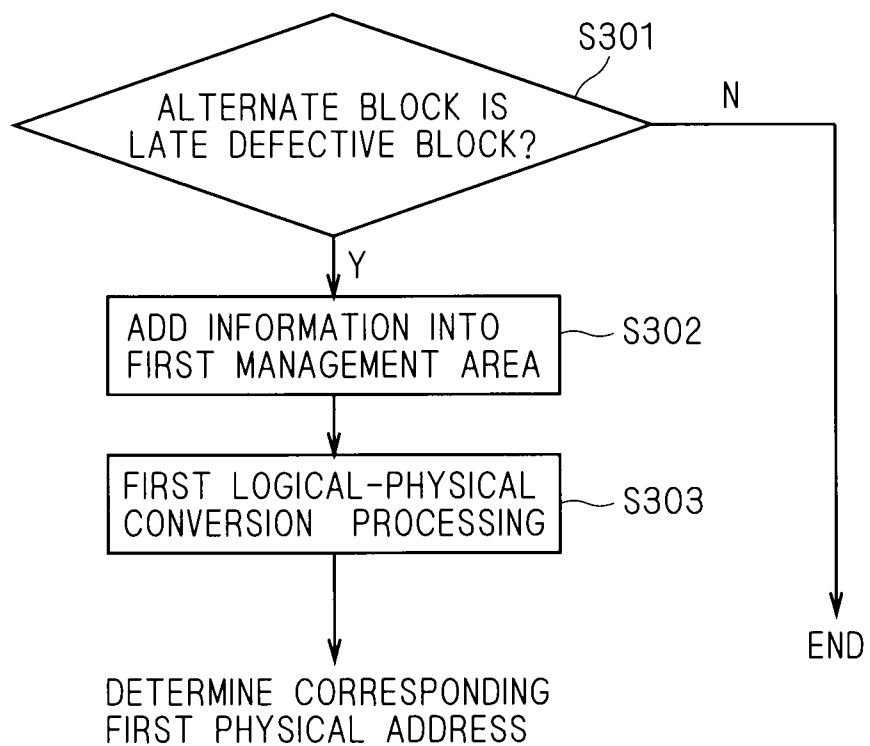 S301
ALTERNATE BLOCK IS
LATE DEFECTIVE BLOCK?
N
Y
ADD INFORMATION INTO
FIRST MANAGEMENT AREA
S302
FIRST LOGICAL-PHYSICAL
CONVERSION PROCESSING
S303
END
DETERMINE CORRESPONDING
FIRST PHYSICAL ADDRESS